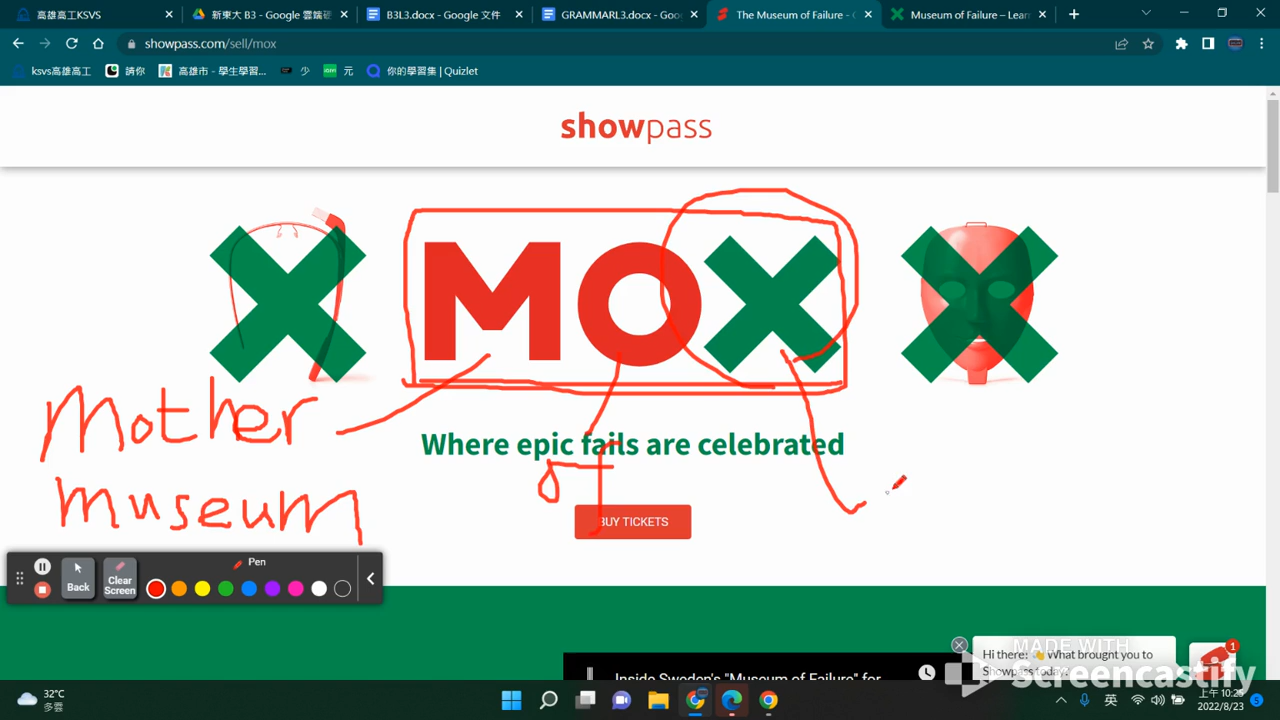 高雄高工KSVS
新東大 B3 - Google 雲端硬
B3L3.docx - Google 文件
GRAMMARL3.docx - Goog
The Museum of Failure - C
Museum of Failure – Lear
showpass.com/sell/mox
ksvs高雄高工
請你
高雄市 - 學生學習...
少
元
你的學習集 | Quizlet
showpass
MOX
Mother
museum
of
Where epic fails are celebrated
BUY TICKETS
Pen
Back
Clear Screen
Inside Sweden's "Museum of Failure" for
Hi there! 👋 What brought you to
Showpass today?
1
MADE WITH
Screencastify
32°C
多雲
英
上午 10:25
2022/8/23
5